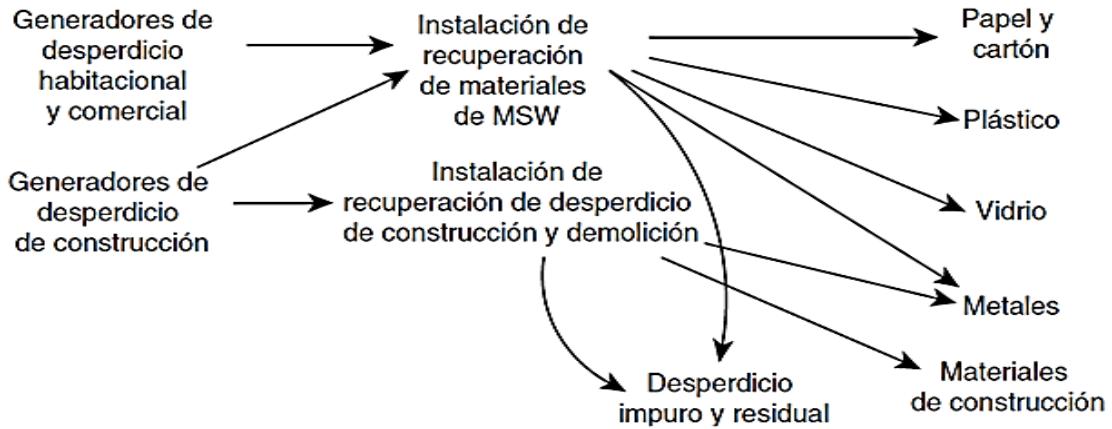 Generadores de
desperdicio
habitacional
y comercial
Instalación de
recuperación
de materiales
de MSW
Papel y
cartón
Plástico
Generadores de
desperdicio
de construcción
Instalación de
recuperación de desperdicio
de construcción y demolición
Vidrio
Metales
Desperdicio
impuro y residual
Materiales
de construcción